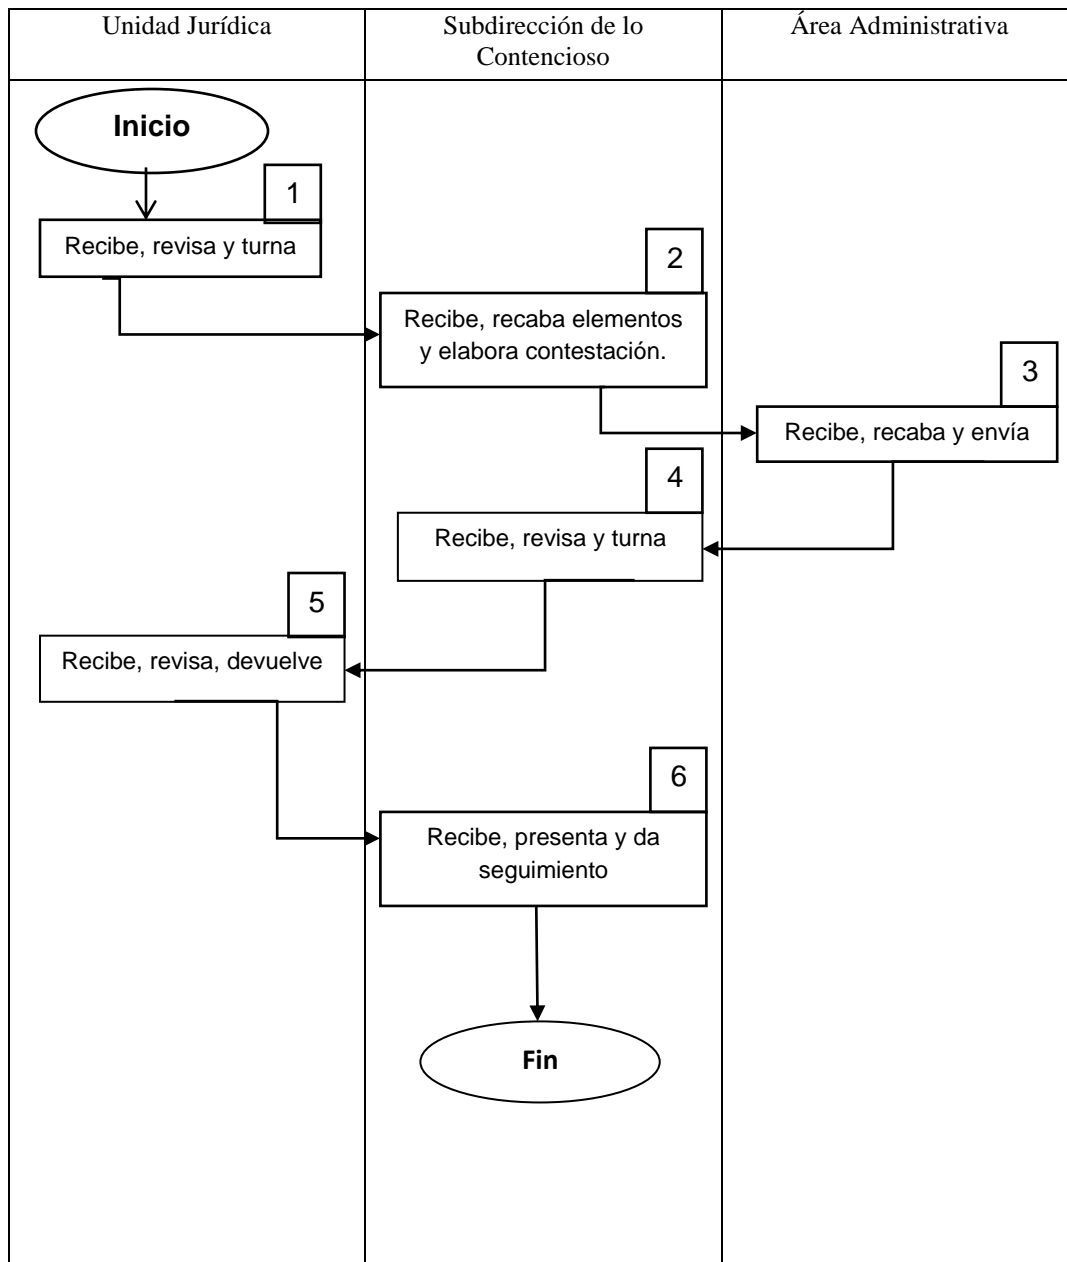 Unidad Jurídica
Subdirección de lo
Contencioso
Área Administrativa
Inicio
1
Recibe, revisa y turna
2
Recibe, recaba elementos
y elabora contestación.
3
Recibe, recaba y envía
4
Recibe, revisa y turna
5
Recibe, revisa, devuelve
6
Recibe, presenta y da
seguimiento
Fin